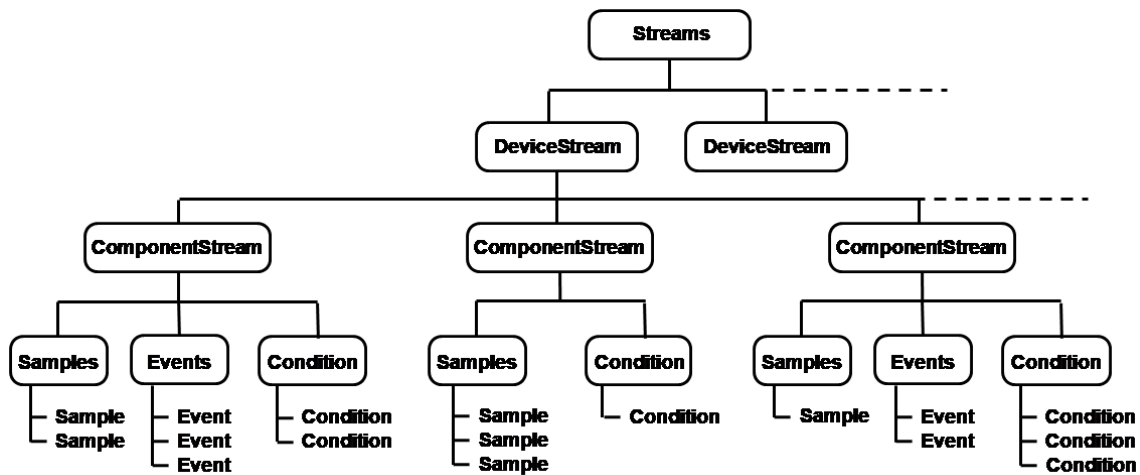 Streams
DeviceStream DeviceStream
ComponentStream ComponentStream ComponentStream
Samples Events Condition Samples Condition Samples Events Condition
Sample Event Condition Sample Condition Sample Event Condition
Sample Event Condition Sample Event Condition
Event Sample Condition